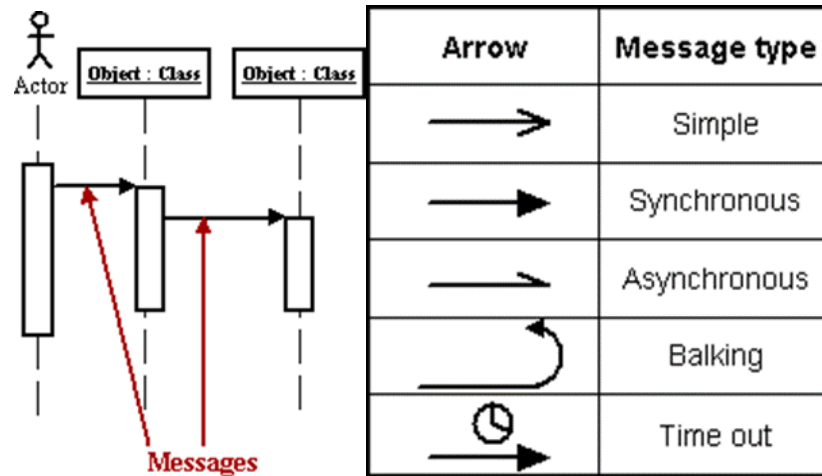 Actor
Object : Class
Object : Class
Messages
Arrow Message type
Simple
Synchronous
Asynchronous
Balking
Time out